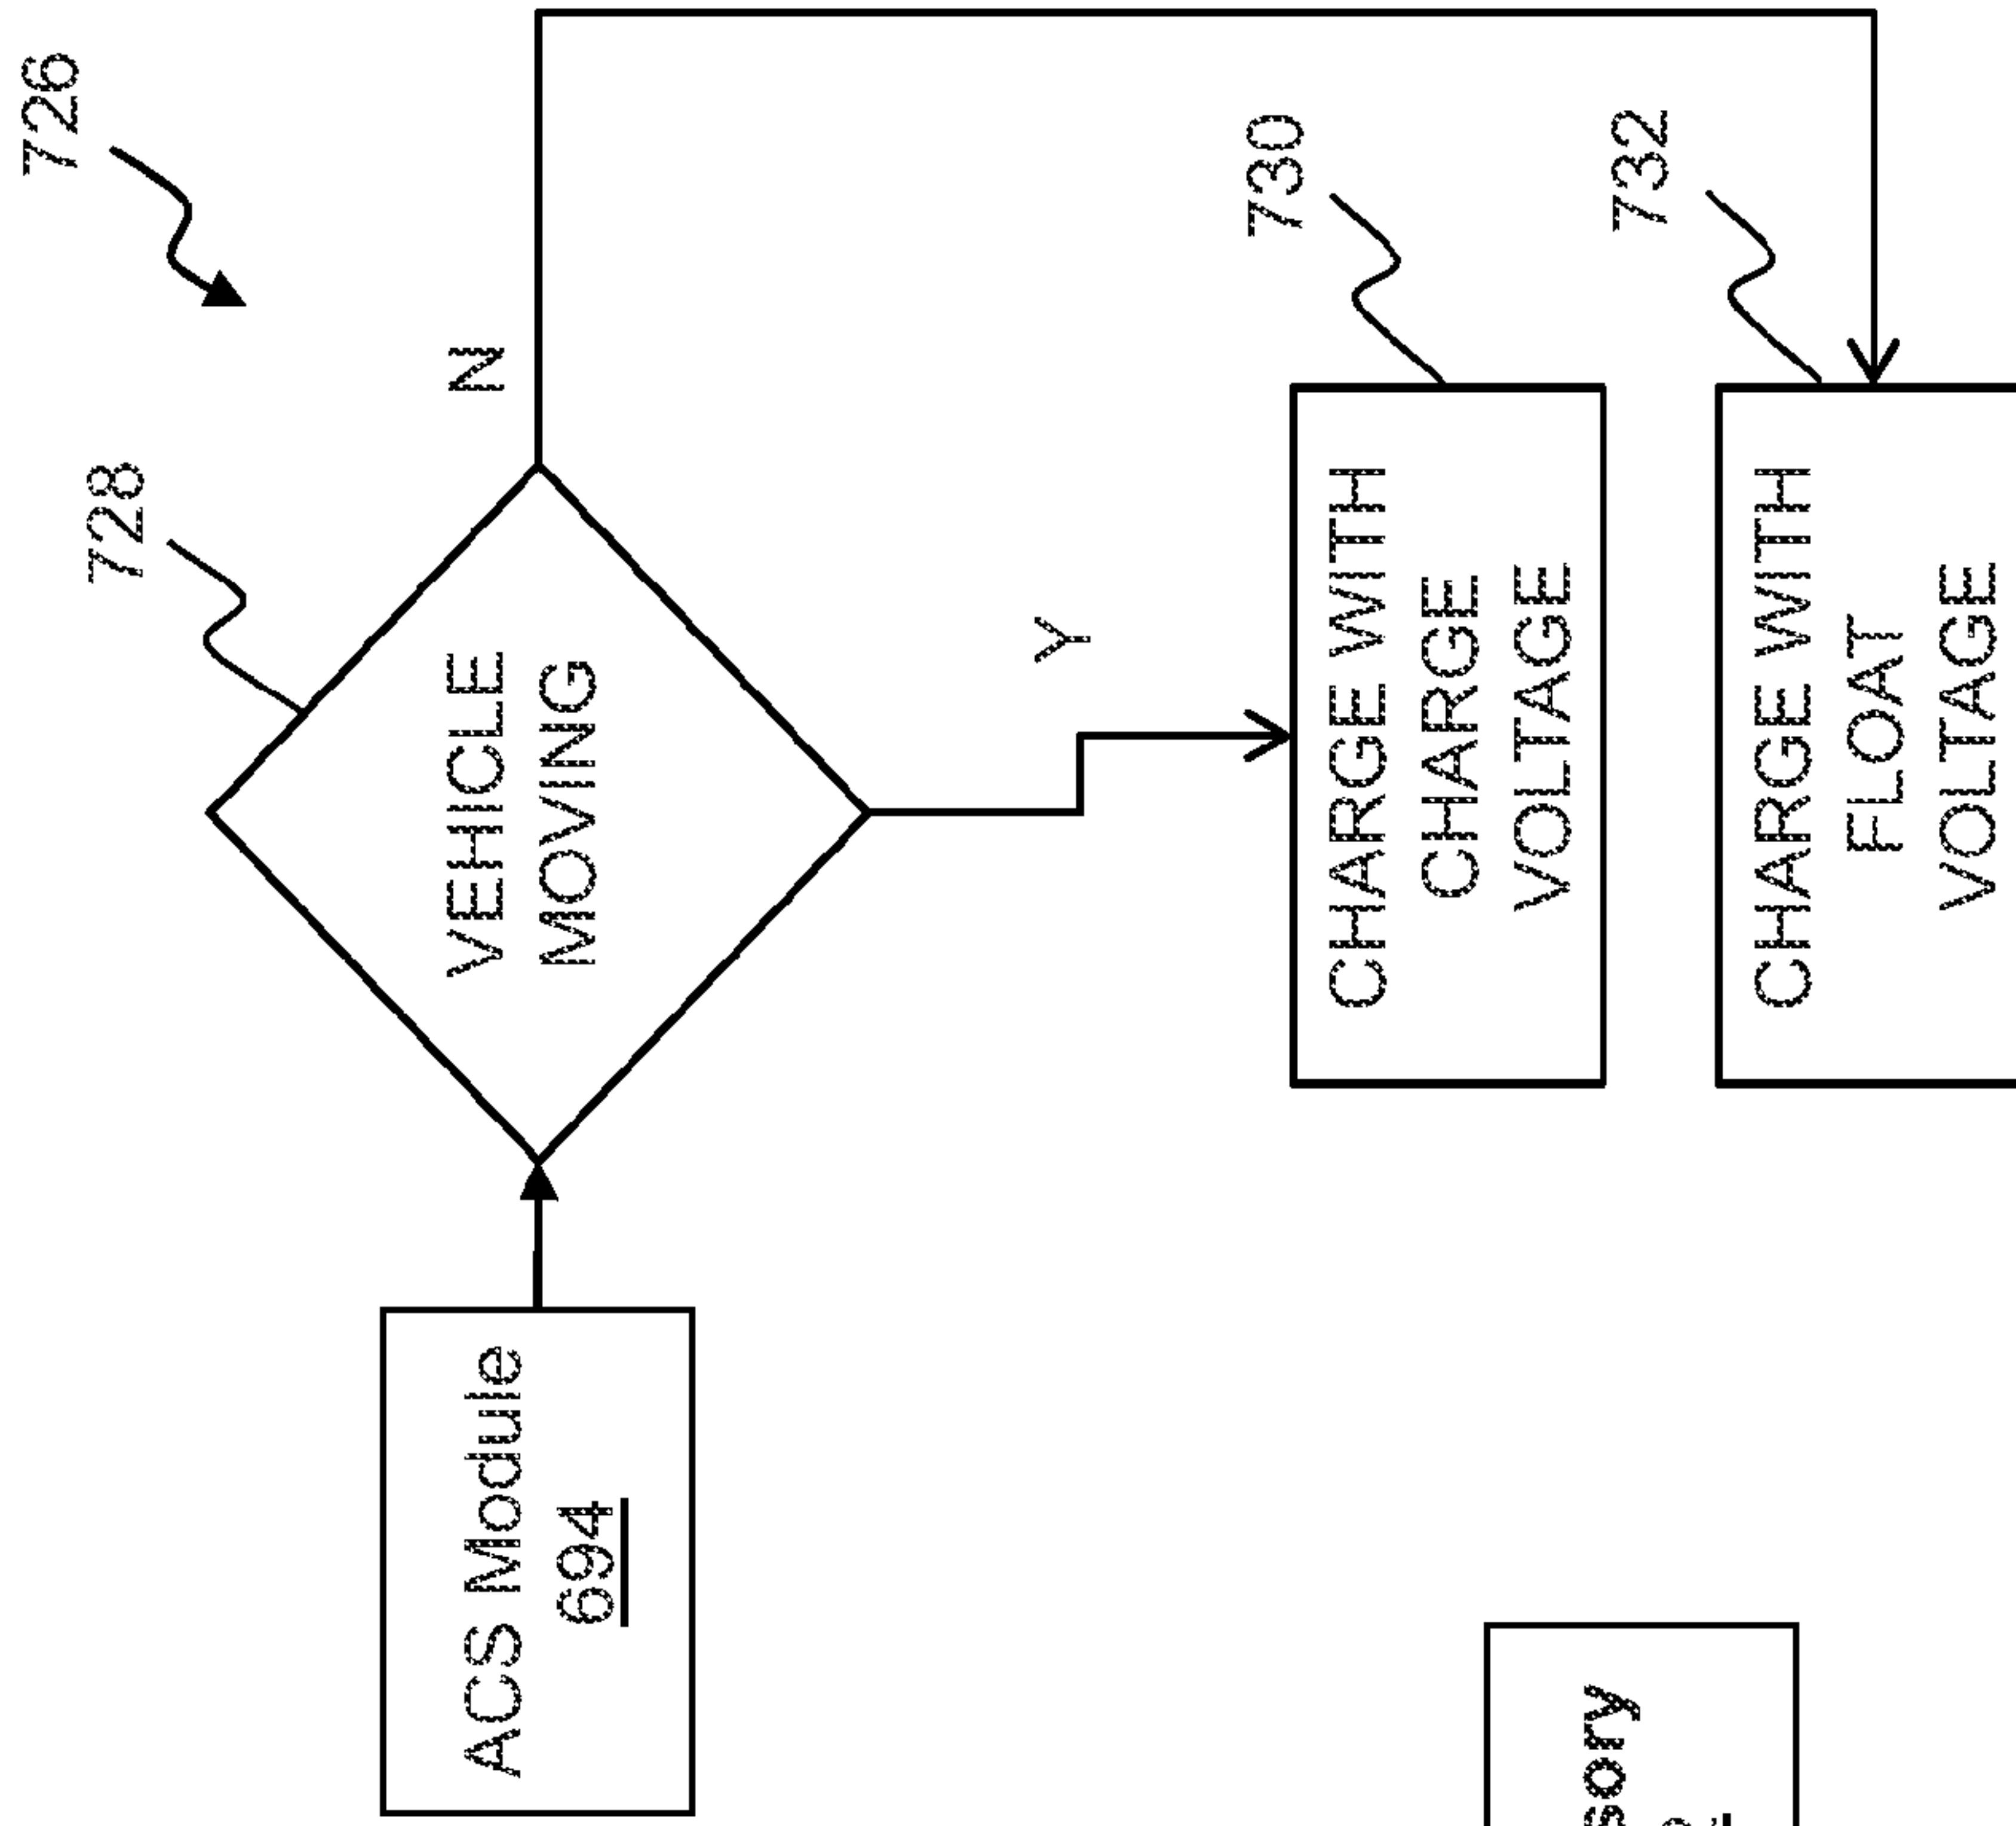 726
728
VEHICLE
MOVING
N
Y
ACS Module
694
730
CHARGE WITH
CHARGE
VOLTAGE
732
CHARGE WITH
FLOAT
VOLTAGE